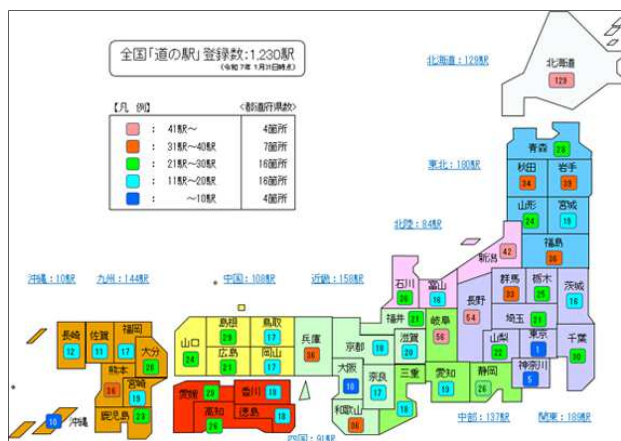 全国「道の駅」登録数：1,230駅
(令和7年1月31日時点)
【凡 例】 <都道府県数>
： 41駅～ 4箇所
： 31駅～40駅 7箇所
： 21駅～30駅 16箇所
： 11駅～20駅 16箇所
： ～10駅 4箇所
北海道：129駅
北海道
129
東北：180駅
青森
秋田 岩手
34
山形 宮城
24 19
福島
北陸：84駅
新潟
42
石川 富山
26 16
福井 21
岐阜
56
長野
54
群馬 栃木 茨城
33 25 16
埼玉
21
山梨
22
東京
1
千葉
30
神奈川
5
静岡
26
愛知
三重
18
中部：137駅
関東：189駅
近畿：158駅
兵庫
36
京都 18
滋賀
20
大阪
10
奈良
17
和歌山
36
中国：108駅
島根 鳥取
29 17
山口
24
広島 岡山
21 17
四国：91駅
愛媛 香川
高知 徳島
九州：144駅
長崎 佐賀 福岡
12 11 17
大分
26
熊本
36
宮崎
19
鹿児島
23
沖縄：10駅
10 沖縄